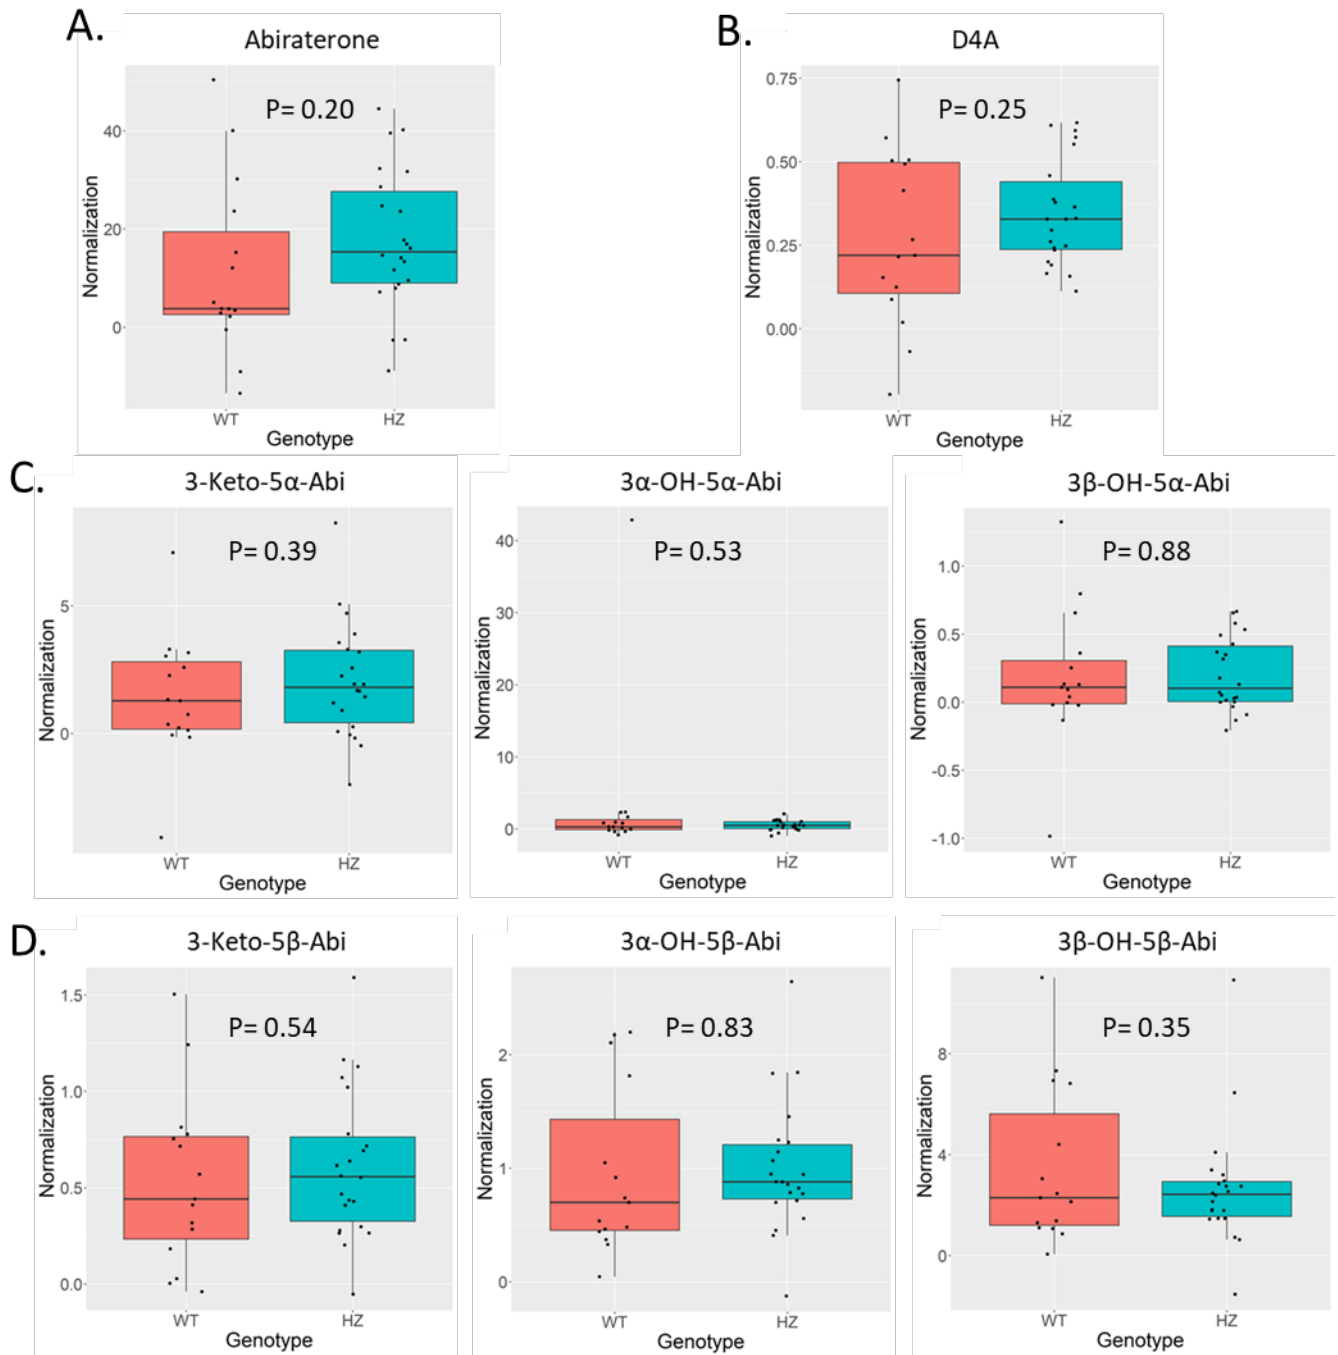 A.
Abiraterone
P= 0.20
Normalization
40
20
0
WT
HZ
Genotype
B.
D4A
P= 0.25
Normalization
0.75
0.50
0.25
0.00
WT
HZ
Genotype
C.
3-Keto-5α-Abi
P= 0.39
Normalization
5
0
WT
HZ
Genotype
3α-OH-5α-Abi
P= 0.53
Normalization
40
30
20
10
0
WT
HZ
Genotype
3β-OH-5α-Abi
P= 0.88
Normalization
1.0
0.5
0.0
-0.5
-1.0
WT
HZ
Genotype
D.
3-Keto-5β-Abi
P= 0.54
Normalization
1.5
1.0
0.5
0.0
WT
HZ
Genotype
3α-OH-5β-Abi
P= 0.83
Normalization
2
1
0
WT
HZ
Genotype
3β-OH-5β-Abi
P= 0.35
Normalization
8
4
0
WT
HZ
Genotype